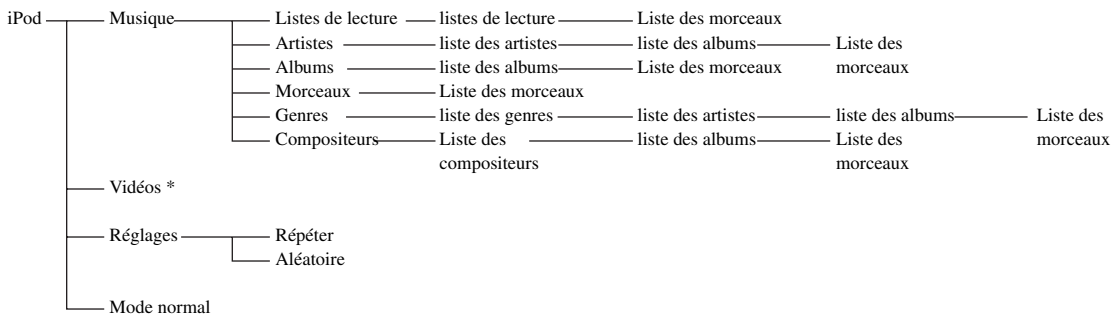 iPod Musique Listes de lecture listes de lecture Liste des morceaux
Artistes liste des artistes liste des albums Liste des
morceaux
Albums liste des albums Liste des morceaux
Morceaux Liste des morceaux
Genres liste des genres liste des artistes liste des albums Liste des
morceaux
Compositeurs Liste des
compositeurs
liste des albums Liste des
morceaux
Vidéos *
Réglages Répéter
Aléatoire
Mode normal